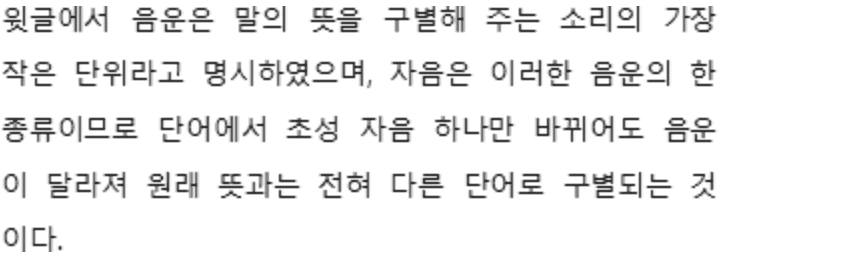 윗글에서 음운은 말의 뜻을 구별해 주는 소리의 가장
작은 단위라고 명시하였으며, 자음은 이러한 음운의 한
종류이므로 단어에서 초성 자음 하나만 바뀌어도 음운
이 달라져 원래 뜻과는 전혀 다른 단어로 구별되는 것
이다.